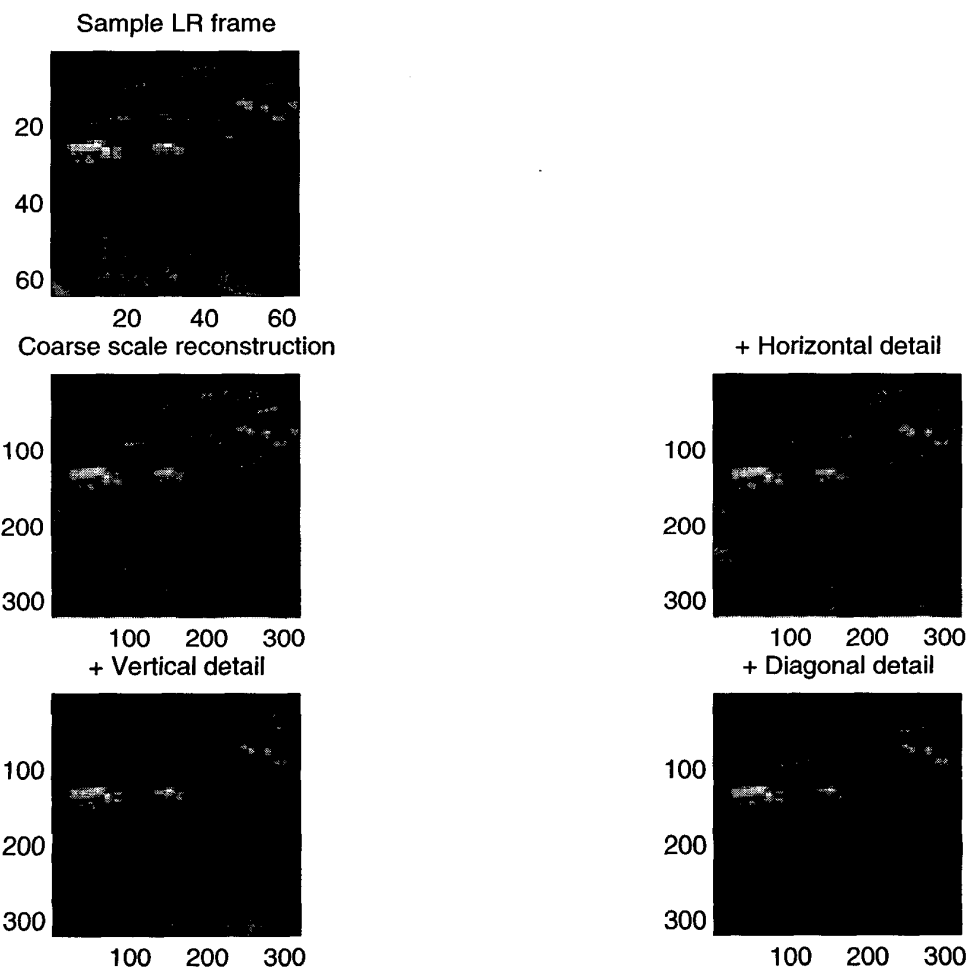 Sample LR frame
20
40
60
20 40 60
Coarse scale reconstruction
100
200
300
100 200 300
+ Horizontal detail
100
200
300
100 200 300
+ Vertical detail
100
200
300
100 200 300
+ Diagonal detail
100
200
300
100 200 300